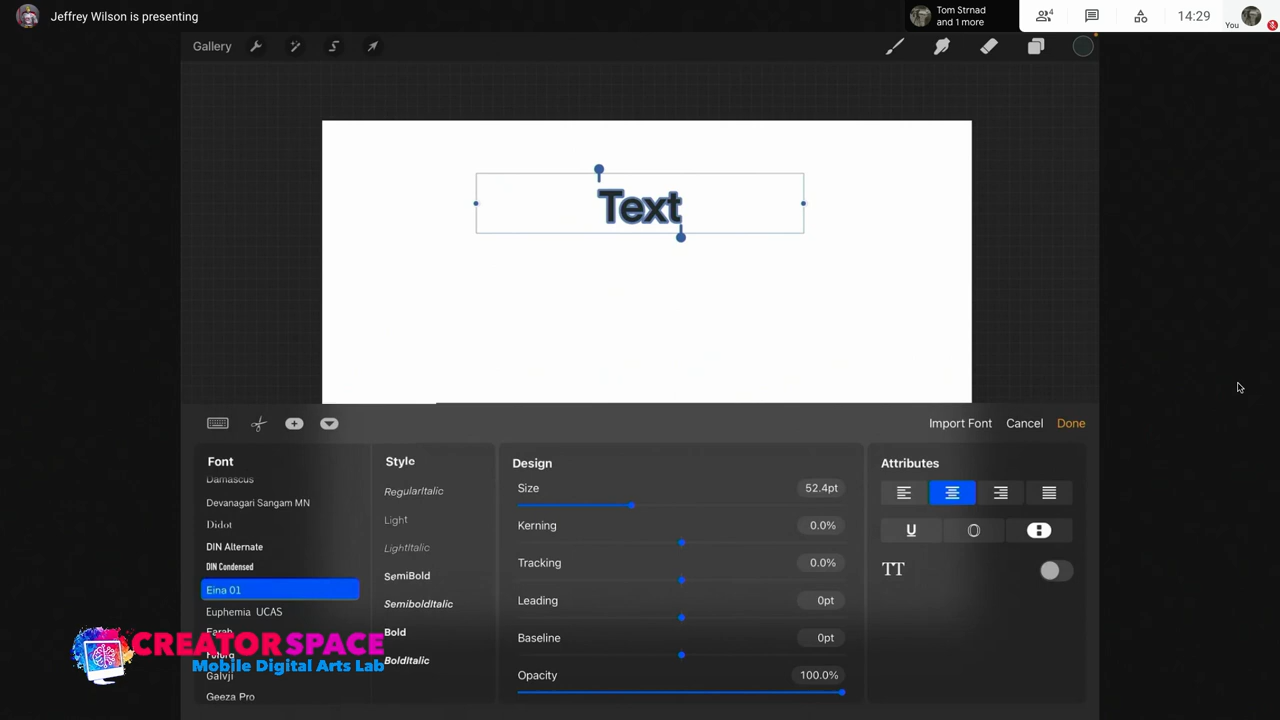 Jeffrey Wilson is presenting
Tom Strnad
and 1 more
4
14:29
You
Gallery
Text
Import Font
Cancel
Done
Font
Damascus
Devanagari Sangam MN
Didot
DIN Alternate
DIN Condensed
Eina 01
Euphemia UCAS
Farah
Galvji
Geeza Pro
Style
RegularItalic
Light
LightItalic
SemiBold
SemiboldItalic
Bold
BoldItalic
Design
Size
52.4pt
Kerning
0.0%
Tracking
0.0%
Leading
0pt
Baseline
0pt
Opacity
100.0%
Attributes
U
O
TT
CREATORSPACE
Mobile Digital Arts Lab